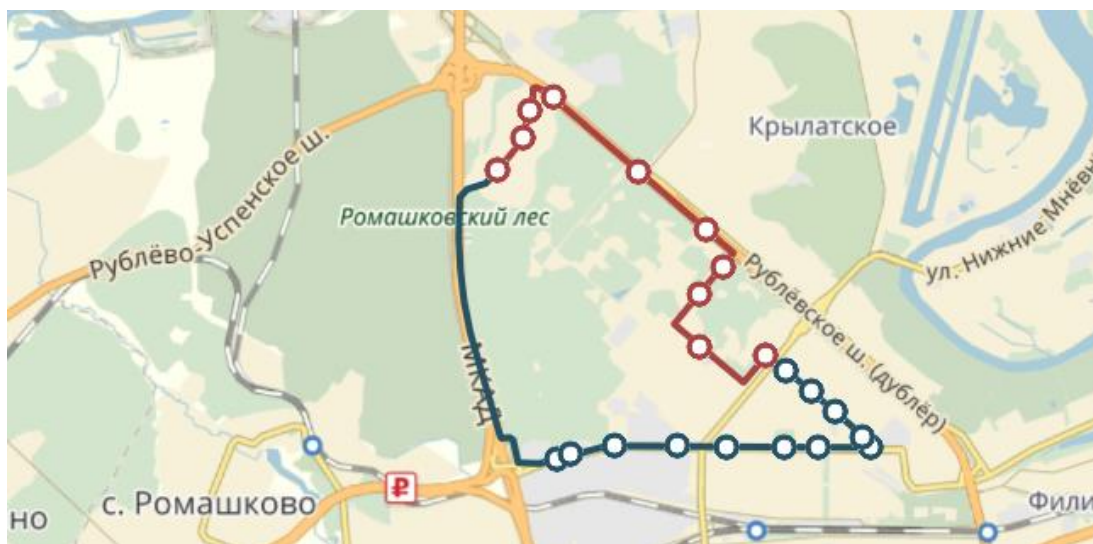 Крылатское
Рублёво-Успенское ш.
Ромашковский лес
ул. Нижние Мнёвн
Рублёвское ш. (дублёр)
МКАД
₽
с. Ромашково
но
Фили